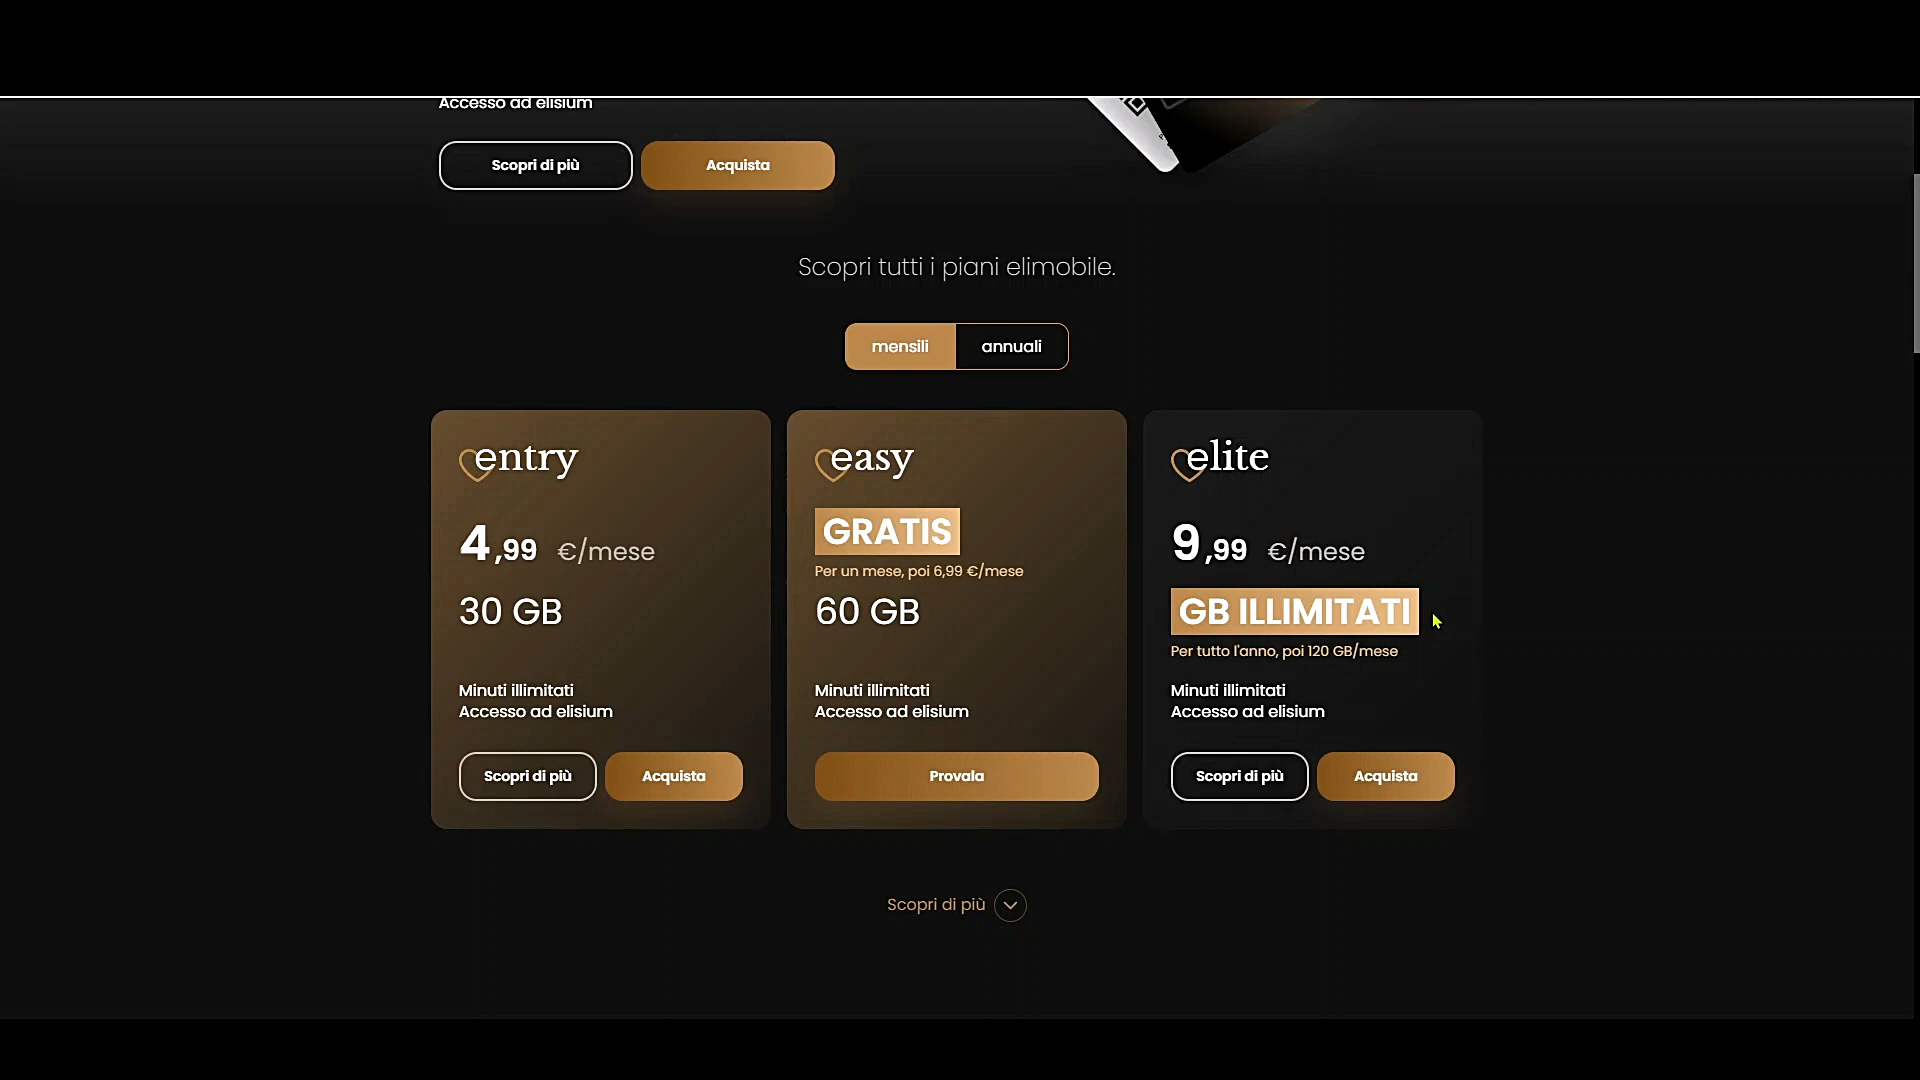 Accesso ad elisium
Scopri di più
Acquista
Scopri tutti i piani elimobile.
mensili
annuali
entry
4,99 €/mese
30 GB
Minuti illimitati
Accesso ad elisium
Scopri di più
Acquista
easy
GRATIS
Per un mese, poi 6,99 €/mese
60 GB
Minuti illimitati
Accesso ad elisium
Provala
elite
9,99 €/mese
GB ILLIMITATI
Per tutto l'anno, poi 120 GB/mese
Minuti illimitati
Accesso ad elisium
Scopri di più
Acquista
Scopri di più